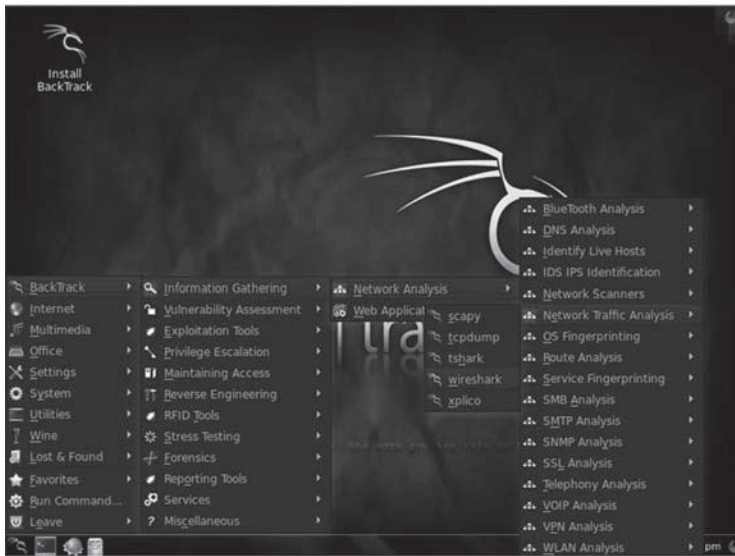 Install
BackTrack
BackTrack
Internet
Multimedia
Office
Settings
System
Utilities
Wine
Lost & Found
Favorites
Run Command...
Leave
Information Gathering
Vulnerability Assessment
Exploitation Tools
Privilege Escalation
Maintaining Access
Reverse Engineering
RFID Tools
Stress Testing
Forensics
Reporting Tools
Services
Miscellaneous
Network Analysis
Web Applicat
scapy
tcpdump
tshark
wireshark
xplico
BlueTooth Analysis
DNS Analysis
Identify Live Hosts
IDS IPS Identification
Network Scanners
Network Traffic Analysis
OS Fingerprinting
Route Analysis
Service Fingerprinting
SMB Analysis
SMTP Analysis
SNMP Analysis
SSL Analysis
Telephony Analysis
VOIP Analysis
VPN Analysis
WLAN Analysis
pm